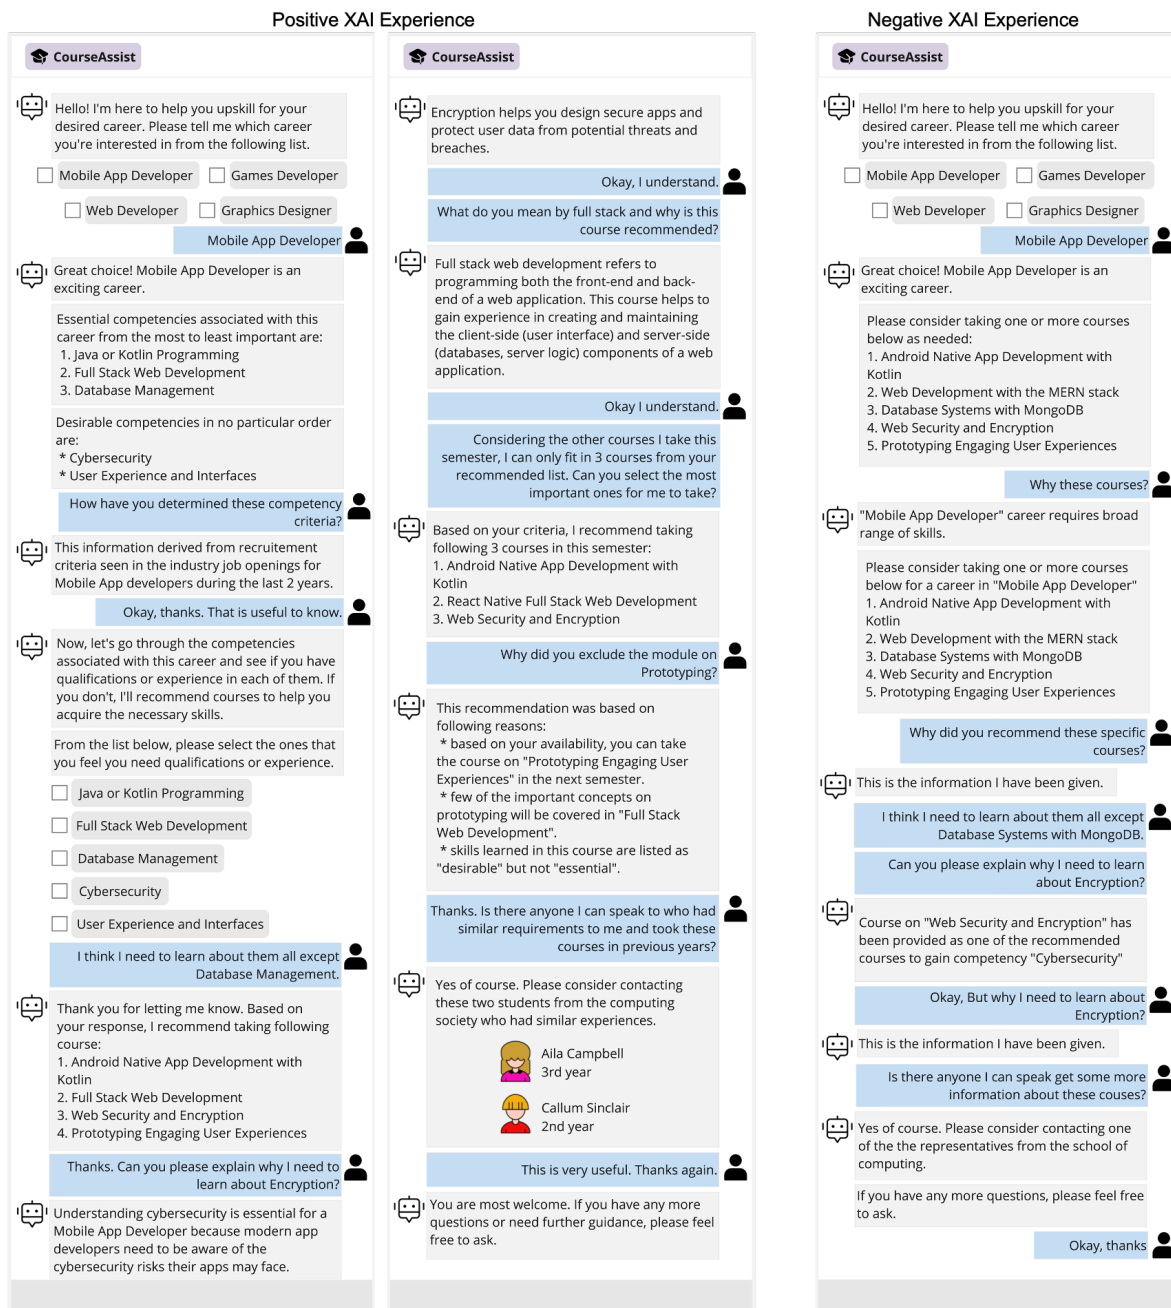 Positive XAI Experience
CourseAssist
Hello! I'm here to help you upskill for your
desired career. Please tell me which career
you're interested in from the following list.
Mobile App Developer
Games Developer
Web Developer
Graphics Designer
Mobile App Developer
Great choice! Mobile App Developer is an
exciting career.
Essential competencies associated with this
career from the most to least important are:
1. Java or Kotlin Programming
2. Full Stack Web Development
3. Database Management
Desirable competencies in no particular order
are:
* Cybersecurity
* User Experience and Interfaces
How have you determined these competency
criteria?
This information derived from recruitement
criteria seen in the industry job openings for
Mobile App developers during the last 2 years.
Okay, thanks. That is useful to know.
Now, let's go through the competencies
associated with this career and see if you have
qualifications or experience in each of them. If
you don't, I'll recommend courses to help you
acquire the necessary skills.
From the list below, please select the ones that
you feel you need qualifications or experience.
Java or Kotlin Programming
Full Stack Web Development
Database Management
Cybersecurity
User Experience and Interfaces
I think I need to learn about them all except
Database Management.
Thank you for letting me know. Based on
your response, I recommend taking following
course:
1. Android Native App Development with
Kotlin
2. Full Stack Web Development
3. Web Security and Encryption
4. Prototyping Engaging User Experiences
Thanks. Can you please explain why I need to
learn about Encryption?
Understanding cybersecurity is essential for a
Mobile App Developer because modern app
developers need to be aware of the
cybersecurity risks their apps may face.
CourseAssist
Encryption helps you design secure apps and
protect user data from potential threats and
breaches.
Okay, I understand.
What do you mean by full stack and why is this
course recommended?
Full stack web development refers to
programming both the front-end and back-
end of a web application. This course helps to
gain experience in creating and maintaining
the client-side (user interface) and server-side
(databases, server logic) components of a web
application.
Okay I understand.
Considering the other courses I take this
semester, I can only fit in 3 courses from your
recommended list. Can you select the most
important ones for me to take?
Based on your criteria, I recommend taking
following 3 courses in this semester:
1. Android Native App Development with
Kotlin
2. React Native Full Stack Web Development
3. Web Security and Encryption
Why did you exclude the module on
Prototyping?
This recommendation was based on
following reasons:
* based on your availability, you can take
the course on "Prototyping Engaging User
Experiences" in the next semester.
* few of the important concepts on
prototyping will be covered in "Full Stack
Web Development".
* skills learned in this course are listed as
"desirable" but not "essential".
Thanks. Is there anyone I can speak to who had
similar requirements to me and took these
courses in previous years?
Yes of course. Please consider contacting
these two students from the computing
society who had similar experiences.
Aila Campbell
3rd year
Callum Sinclair
2nd year
This is very useful. Thanks again.
You are most welcome. If you have any more
questions or need further guidance, please feel
free to ask.
Negative XAI Experience
CourseAssist
Hello! I'm here to help you upskill for your
desired career. Please tell me which career
you're interested in from the following list.
Mobile App Developer
Games Developer
Web Developer
Graphics Designer
Mobile App Developer
Great choice! Mobile App Developer is an
exciting career.
Please consider taking one or more courses
below as needed:
1. Android Native App Development with
Kotlin
2. Web Development with the MERN stack
3. Database Systems with MongoDB
4. Web Security and Encryption
5. Prototyping Engaging User Experiences
Why these courses?
"Mobile App Developer" career requires broad
range of skills.
Please consider taking one or more courses
below for a career in "Mobile App Developer"
1. Android Native App Development with
Kotlin
2. Web Development with the MERN stack
3. Database Systems with MongoDB
4. Web Security and Encryption
5. Prototyping Engaging User Experiences
Why did you recommend these specific
courses?
This is the information I have been given.
I think I need to learn about them all except
Database Systems with MongoDB.
Can you please explain why I need to learn
about Encryption?
Course on "Web Security and Encryption" has
been provided as one of the recommended
courses to gain competency "Cybersecurity"
Okay, But why I need to learn about
Encryption?
This is the information I have been given.
Is there anyone I can speak get some more
information about these couses?
Yes of course. Please consider contacting one
of the the representatives from the school of
computing.
If you have any more questions, please feel free
to ask.
Okay, thanks